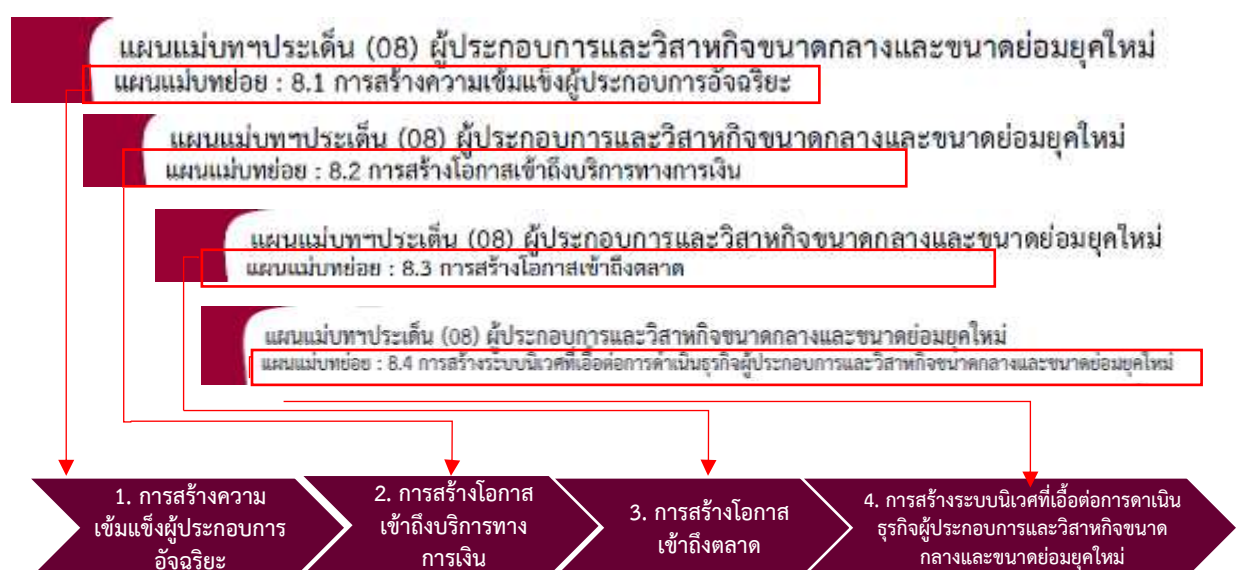 แผนแม่บทฯประเด็น (08) ผู้ประกอบการและวิสาหกิจขนาดกลางและขนาดย่อมยุคใหม่
แผนแม่บทย่อย : 8.1 การสร้างความเข้มแข็งผู้ประกอบการอัจฉริยะ
แผนแม่บทฯประเด็น (08) ผู้ประกอบการและวิสาหกิจขนาดกลางและขนาดย่อมยุคใหม่
แผนแม่บทย่อย : 8.2 การสร้างโอกาสเข้าถึงบริการทางการเงิน
แผนแม่บทฯประเด็น (08) ผู้ประกอบการและวิสาหกิจขนาดกลางและขนาดย่อมยุคใหม่
แผนแม่บทย่อย : 8.3 การสร้างโอกาสเข้าถึงตลาด
แผนแม่บทฯประเด็น (08) ผู้ประกอบการและวิสาหกิจขนาดกลางและขนาดย่อมยุคใหม่
แผนแม่บทย่อย : 8.4 การสร้างระบบนิเวศที่เอื้อต่อการดำเนินธุรกิจผู้ประกอบการและวิสาหกิจขนาดกลางและขนาดย่อมยุคใหม่
1. การสร้างความ
เข้มแข็งผู้ประกอบการ
อัจฉริยะ
2. การสร้างโอกาส
เข้าถึงบริการทาง
การเงิน
3. การสร้างโอกาส
เข้าถึงตลาด
4. การสร้างระบบนิเวศที่เอื้อต่อการดาเนิน
ธุรกิจผู้ประกอบการและวิสาหกิจขนาด
กลางและขนาดย่อมยุคใหม่